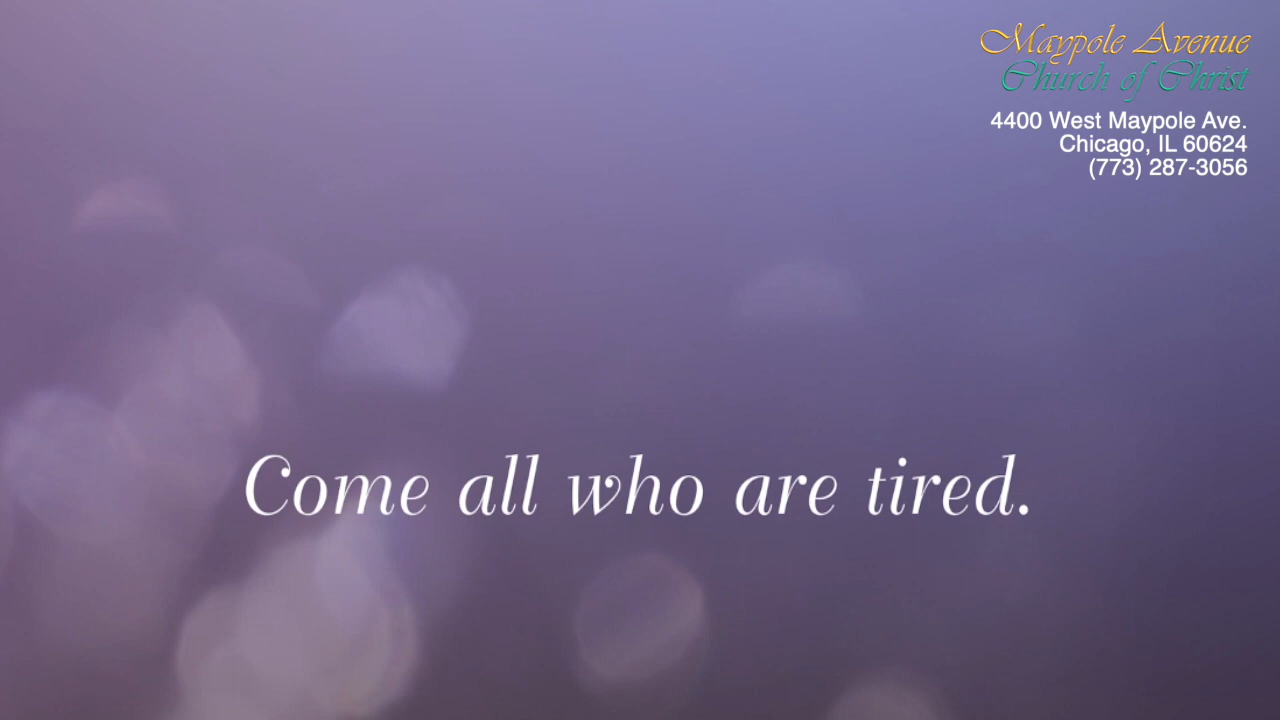 Maypole Avenue
Church of Christ
4400 West Maypole Ave.
Chicago, IL 60624
(773) 287-3056
Come all who are tired.